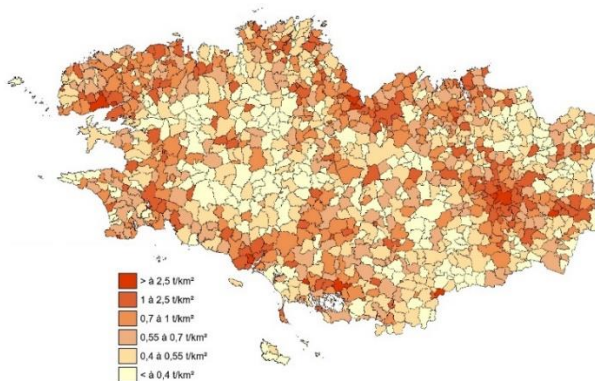 > à 2,5 t/km²
1 à 2,5 t/km²
0,7 à 1 t/km²
0,55 à 0,7 t/km²
0,4 à 0,55 t/km²
< à 0,4 t/km²